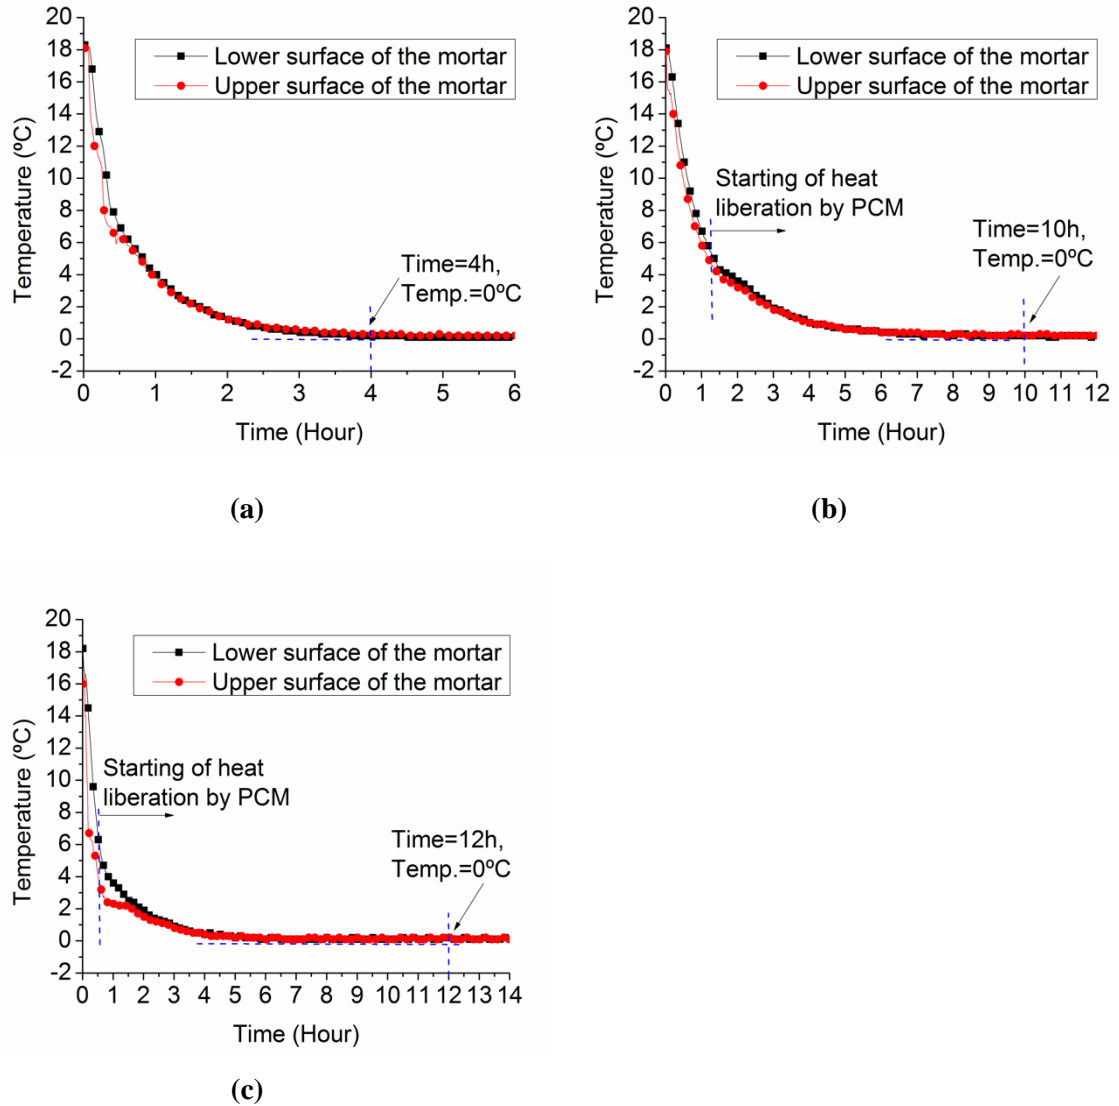 20
18
16
14
12
10
8
6
4
2
0
-2
Temperature (ºC)
Lower surface of the mortar
Upper surface of the mortar
Time=4h,
Temp.=0ºC
0 1 2 3 4 5 6
Time (Hour)
(a)
20
18
16
14
12
10
8
6
4
2
0
-2
Temperature (ºC)
Lower surface of the mortar
Upper surface of the mortar
Starting of heat
liberation by PCM
Time=10h,
Temp.=0ºC
0 1 2 3 4 5 6 7 8 9 10 11 12
Time (Hour)
(b)
20
18
16
14
12
10
8
6
4
2
0
-2
Temperature (ºC)
Lower surface of the mortar
Upper surface of the mortar
Starting of heat
liberation by PCM
Time=12h,
Temp.=0ºC
0 1 2 3 4 5 6 7 8 9 10 11 12 13 14
Time (Hour)
(c)